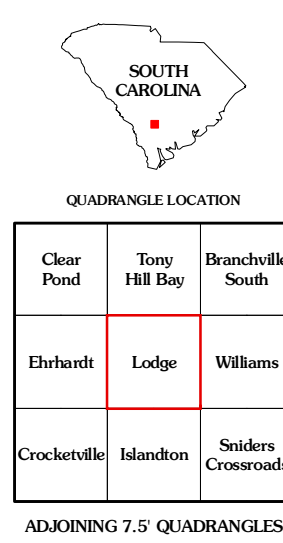 SOUTH
CAROLINA
QUADRANGLE LOCATION
Clear
Pond
Tony
Hill Bay
Branchville
South
Ehrhardt
Lodge
Williams
Crocketville
Islandton
Sniders
Crossroads
ADJOINING 7.5' QUADRANGLES